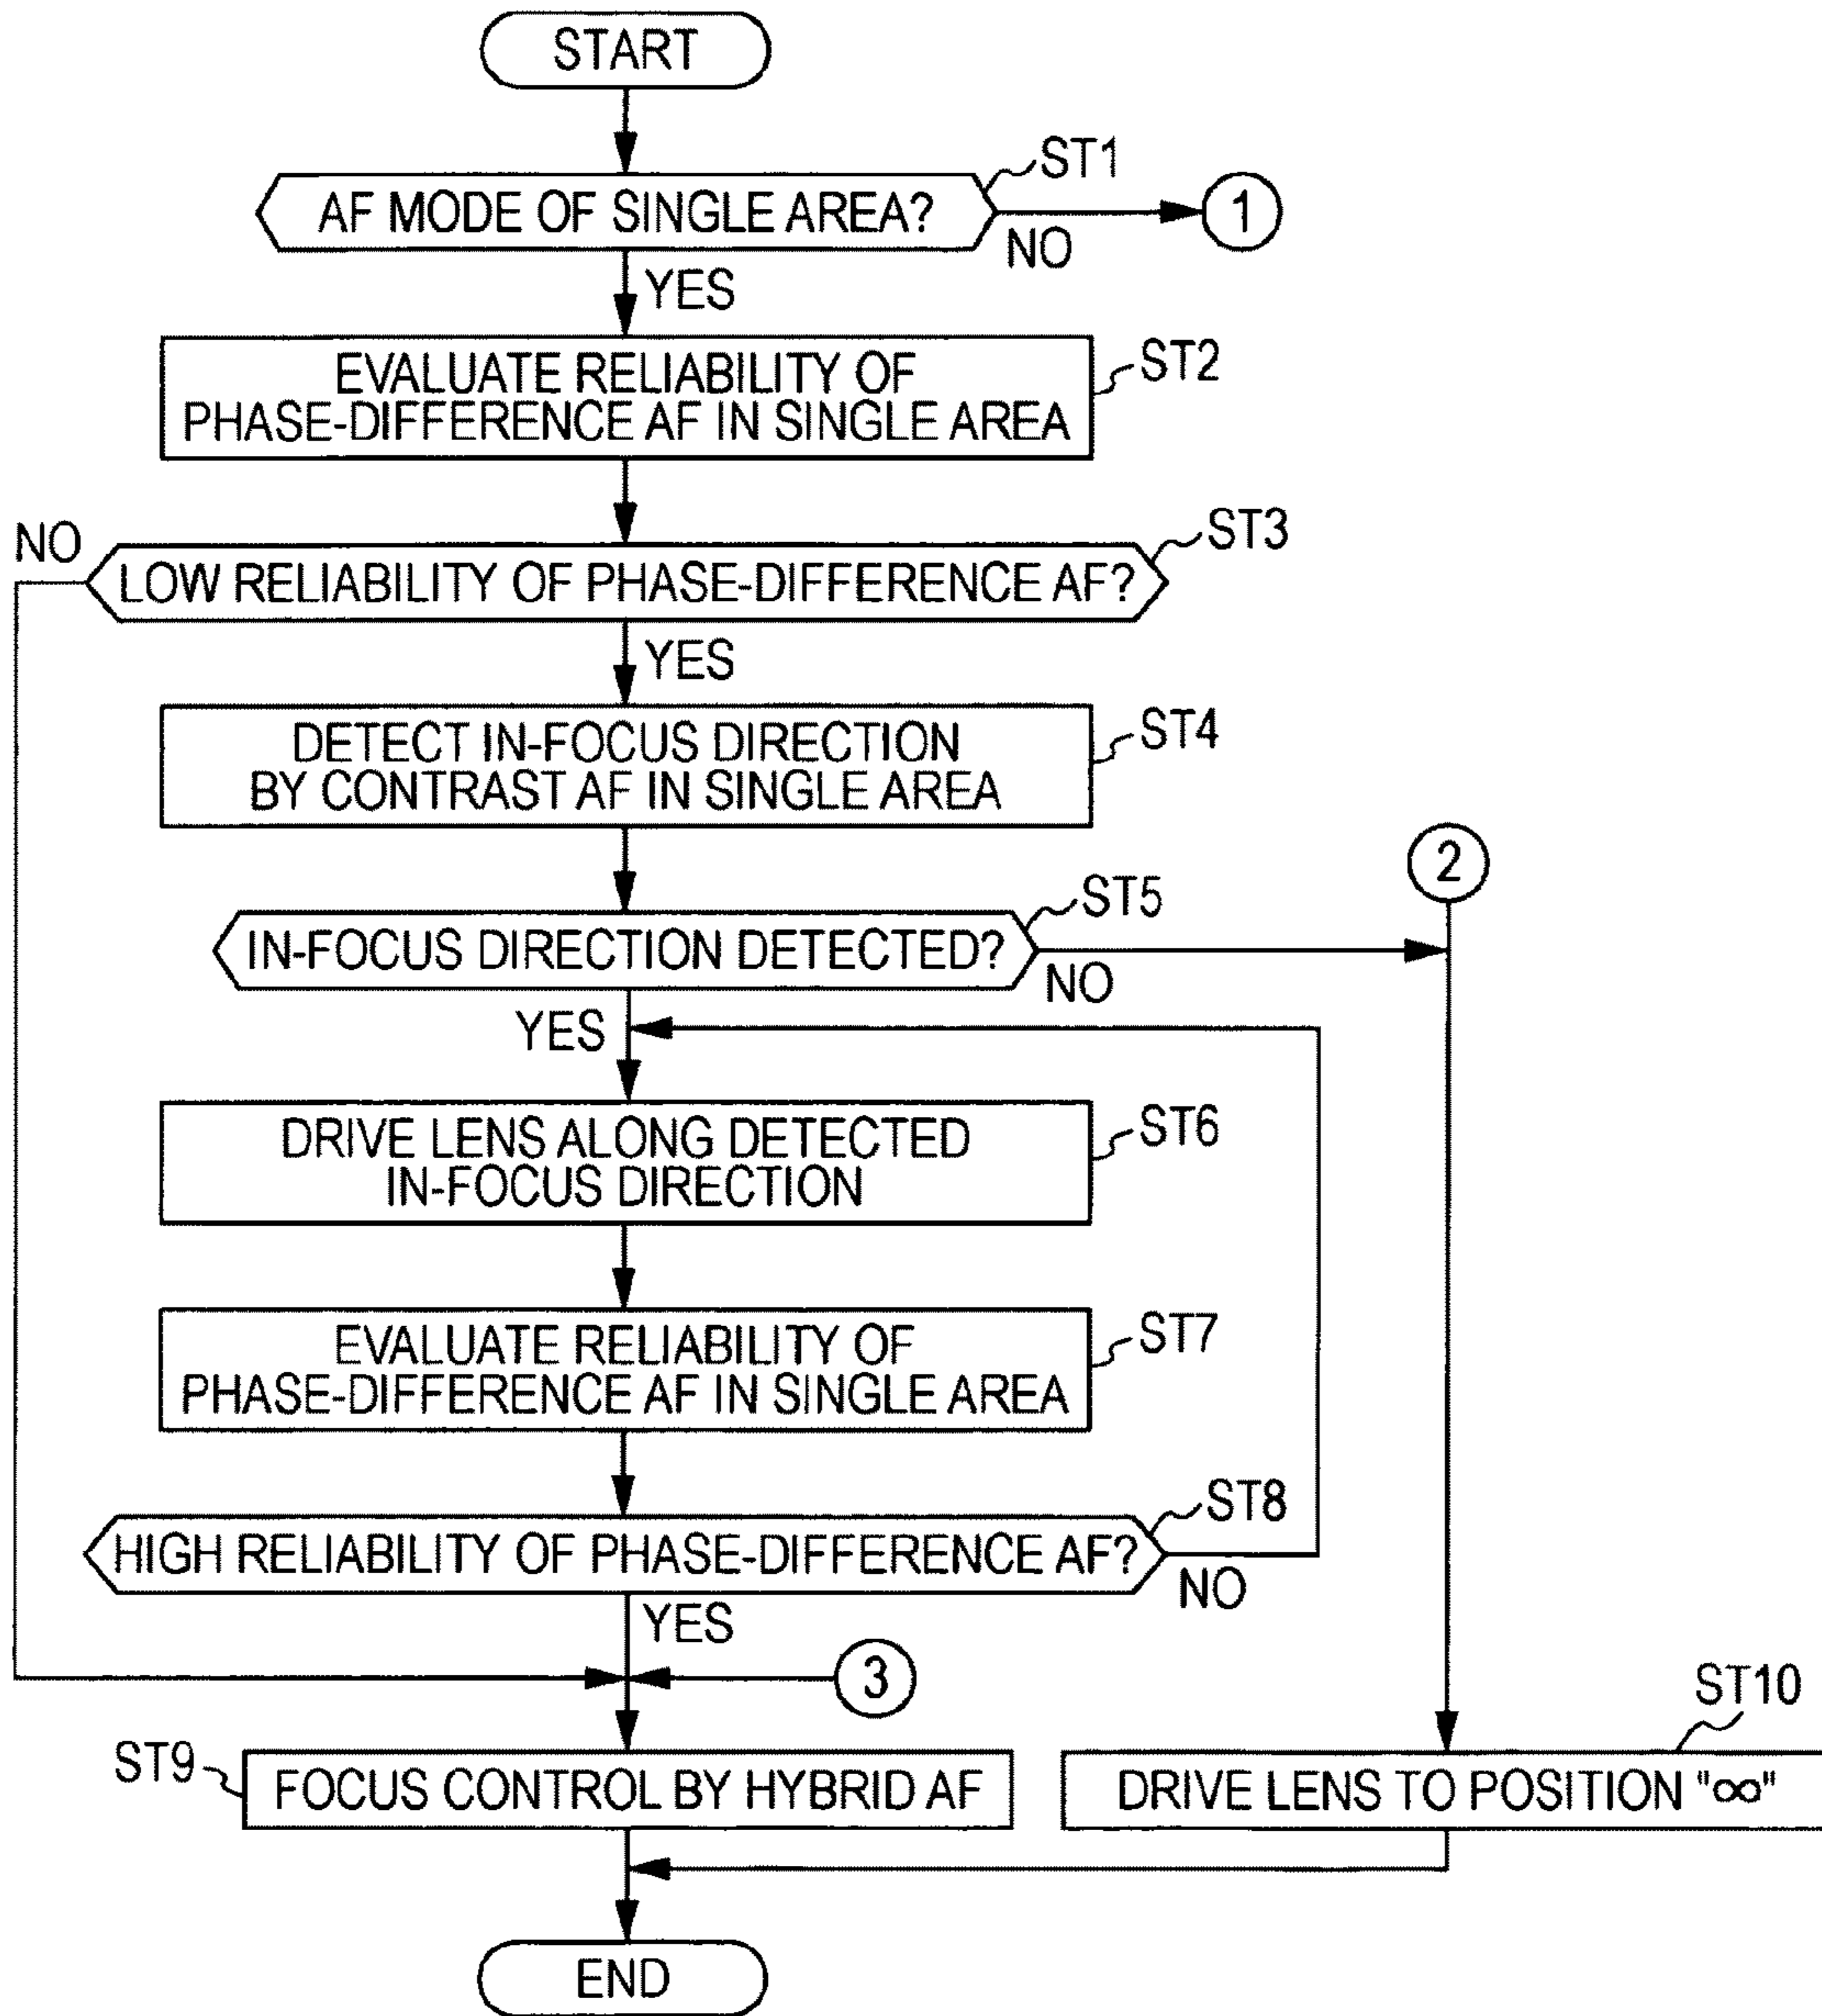 START
ST1
AF MODE OF SINGLE AREA?
1
NO
YES
EVALUATE RELIABILITY OF
PHASE-DIFFERENCE AF IN SINGLE AREA
ST2
NO
ST3
LOW RELIABILITY OF PHASE-DIFFERENCE AF?
YES
DETECT IN-FOCUS DIRECTION
BY CONTRAST AF IN SINGLE AREA
ST4
2
ST5
IN-FOCUS DIRECTION DETECTED?
NO
YES
DRIVE LENS ALONG DETECTED
IN-FOCUS DIRECTION
ST6
EVALUATE RELIABILITY OF
PHASE-DIFFERENCE AF IN SINGLE AREA
ST7
ST8
HIGH RELIABILITY OF PHASE-DIFFERENCE AF?
NO
YES
3
ST10
ST9
FOCUS CONTROL BY HYBRID AF
DRIVE LENS TO POSITION "∞"
END